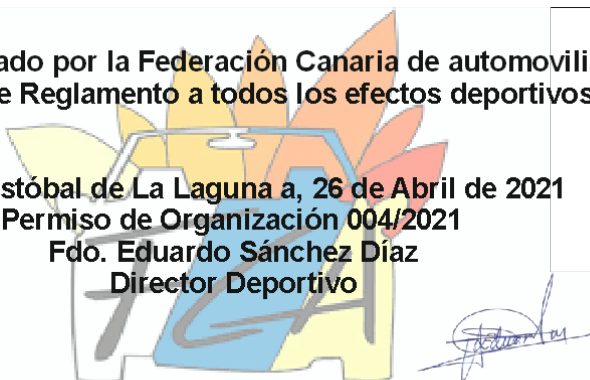 ado por la Federación Canaria de automovilis
e Reglamento a todos los efectos deportivos
stóbal de La Laguna a, 26 de Abril de 2021
Permiso de Organización 004/2021
Fdo. Eduardo Sánchez Díaz
Director Deportivo
FCA